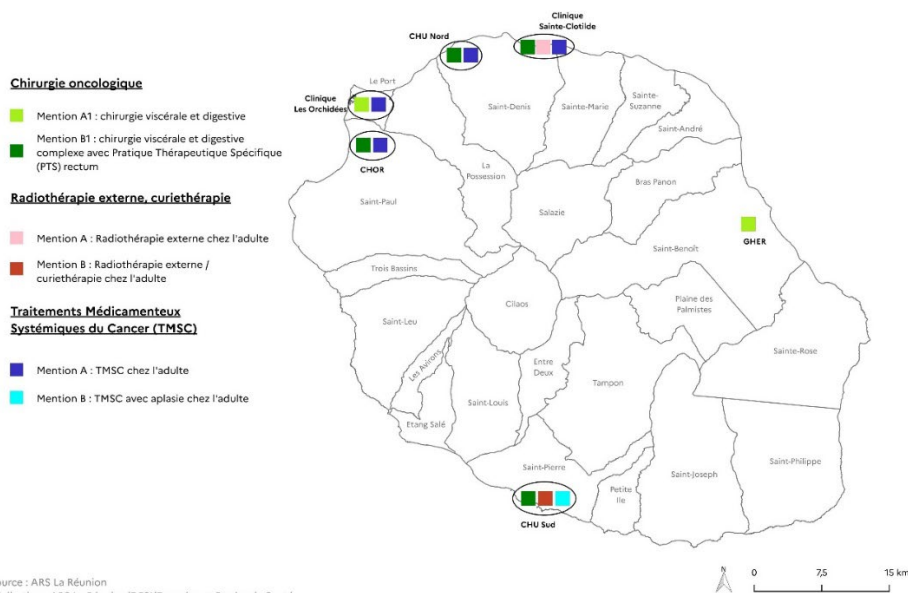 Clinique
Sainte-Clotilde
CHU Nord
Chirurgie oncologique
Le Port
Clinique
Les Orchidées
Mention A1 : chirurgie viscérale et digestive
Mention B1 : chirurgie viscérale et digestive
complexe avec Pratique Thérapeutique Spécifique
(PTS) rectum
Saint-Denis
Sainte-Marie
Sainte-
Suzanne
Saint-André
CHOR
La
Possession
Bras Panon
Radiothérapie externe, curiethérapie
Saint-Paul
Salazie
Mention A : Radiothérapie externe chez l'adulte
Mention B : Radiothérapie externe /
curiethérapie chez l'adulte
Saint-Benoît
GHER
Trois Bassins
Cilaos
Plaine des
Palmistes
Traitements Médicamenteux
Systémiques du Cancer (TMSC)
Saint-Leu
Sainte-Rose
Mention A : TMSC chez l'adulte
Mention B : TMSC avec aplasie chez l'adulte
Les Avirons
Entre
Deux
Tampon
Saint-Louis
Etang Salé
Saint-Pierre
Saint-Joseph
Saint-Philippe
Petite
Ile
CHU Sud
ource : ARS La Réunion
N
0 7,5 15 km